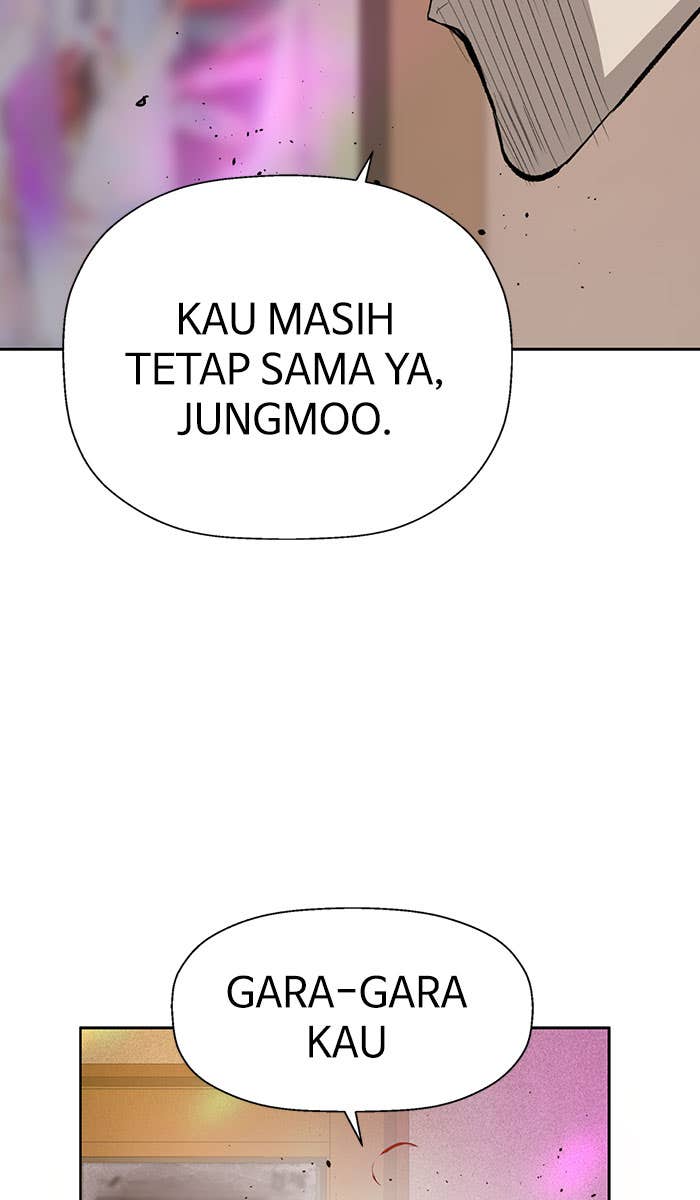 KAU MASIH
TETAP SAMA YA,
JUNGMOO.
GARA-GARA
KAU